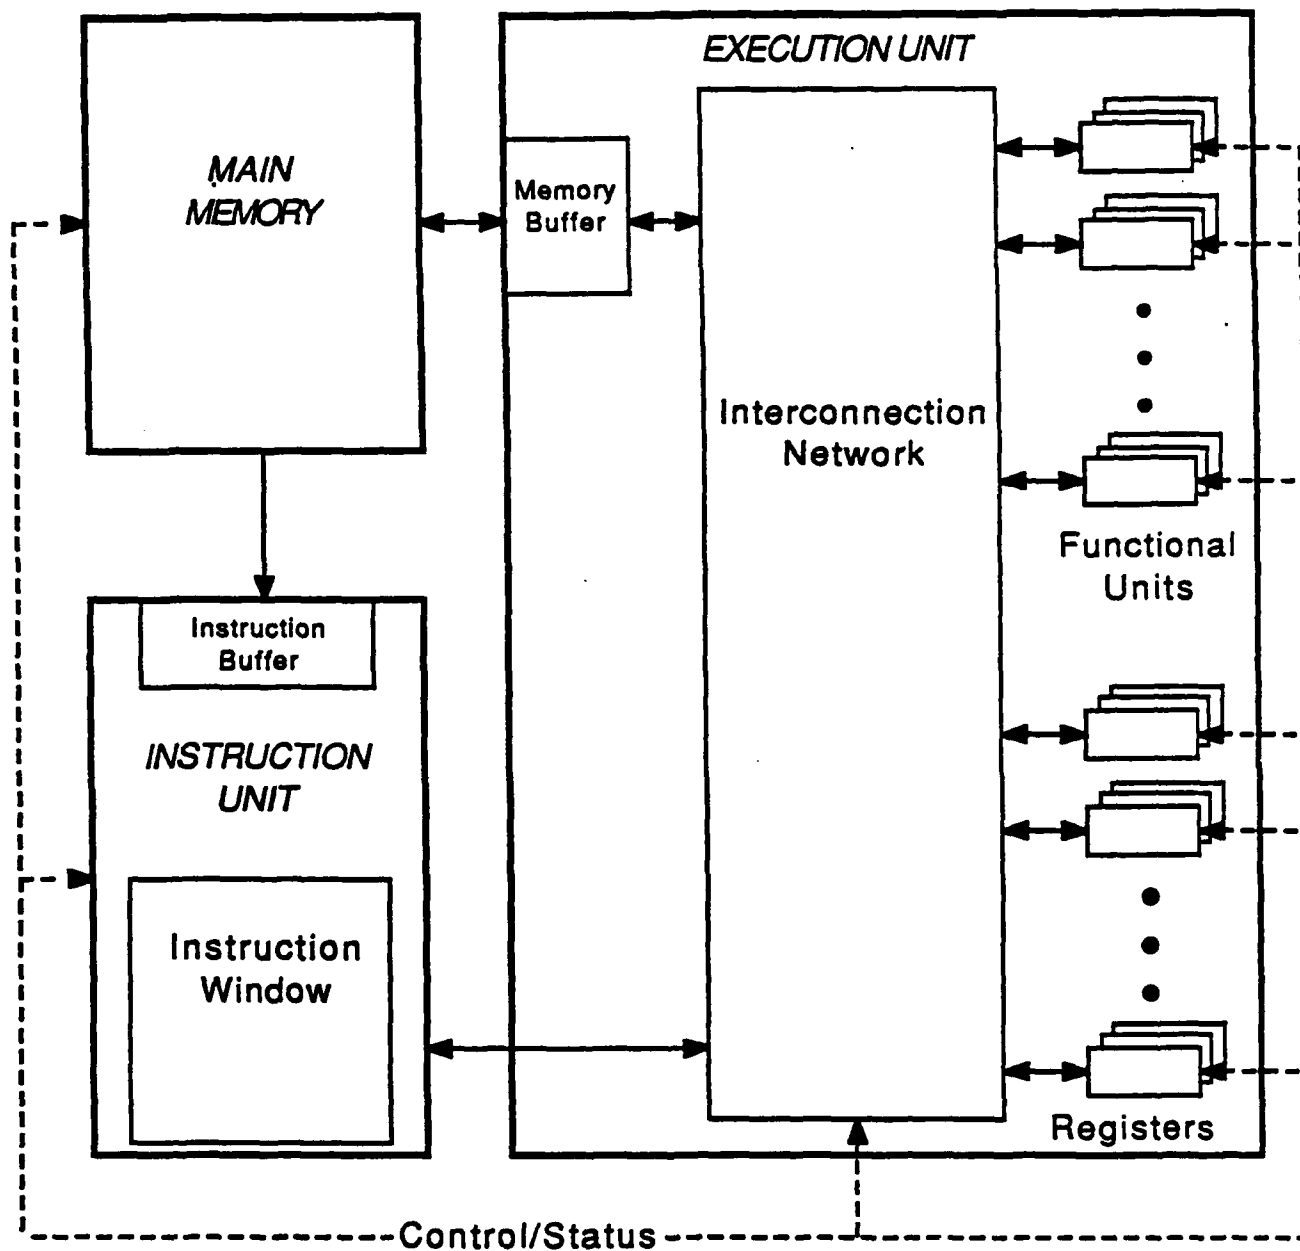 EXECUTION UNIT
MAIN
MEMORY
Memory
Buffer
Interconnection
Network
Functional
Units
Instruction
Buffer
INSTRUCTION
UNIT
Instruction
Window
Registers
Control/Status